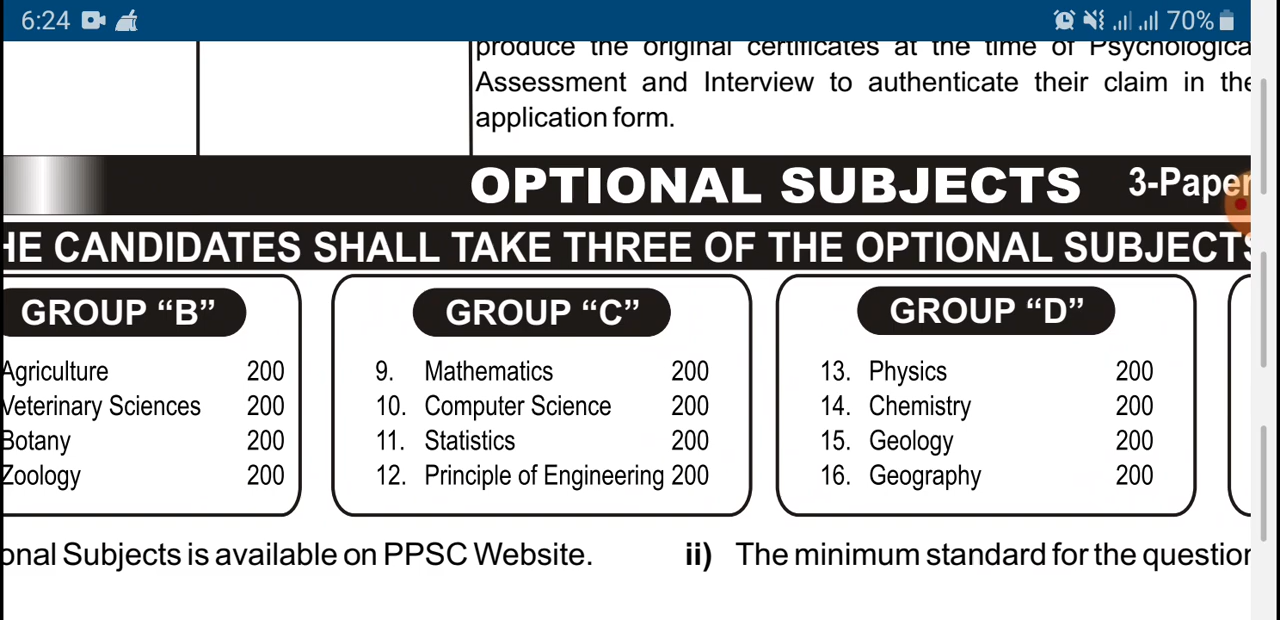 6:24
70%
produce the original certificates at the time of
Assessment and Interview to authenticate their claim in the
application form.
OPTIONAL SUBJECTS 3-Paper
HE CANDIDATES SHALL TAKE THREE OF THE OPTIONAL SUBJECTS
GROUP “B”
Agriculture 200
Veterinary Sciences 200
Botany 200
Zoology 200
GROUP “C”
9. Mathematics 200
10. Computer Science 200
11. Statistics 200
12. Principle of Engineering 200
GROUP “D”
13. Physics 200
14. Chemistry 200
15. Geology 200
16. Geography 200
onal Subjects is available on PPSC Website.
ii) The minimum standard for the